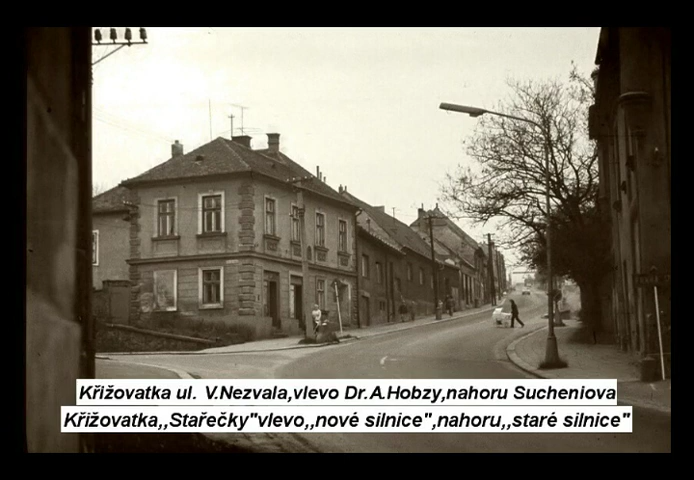 Křižovatka ul. V.Nezvala,vlevo Dr.A.Hobzy,nahoru Sucheniova
Křižovatka,,Stařečky"vlevo,,nové silnice",nahoru,,staré silnice"